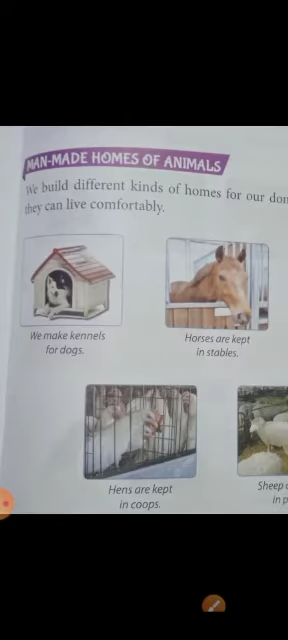 MAN-MADE HOMES OF ANIMALS
We build different kinds of homes for our
they can live comfortably.
We make kennels
for dogs.
Horses are kept
in stables.
Hens are kept
in coops.
Sheep
in